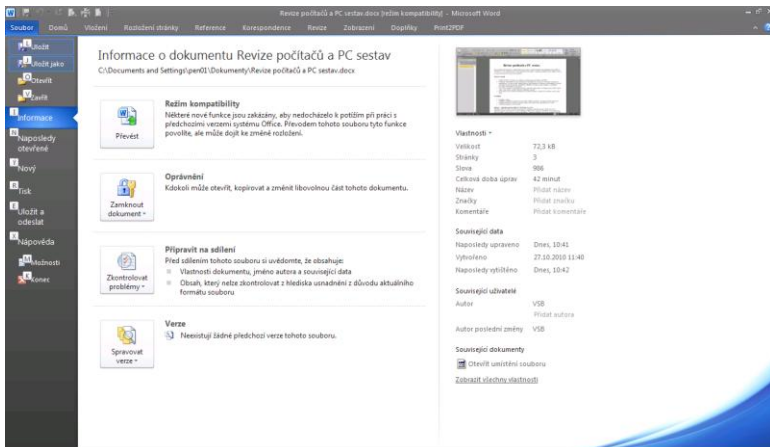 Revize počítačů a PC sestav.docx [režim kompatibility] - Microsoft Word
Soubor Domů Vložení Rozložení stránky Reference Korespondence Revize Zobrazení Doplňky Print2PDF
Uložit
Uložit jako
Otevřít
Zavřít
Informace
Naposledy
otevřené
Nový
Tisk
Uložit a
odeslat
Nápověda
Možnosti
Konec
Informace o dokumentu Revize počítačů a PC sestav
C:\Documents and Settings\pen01\Dokumenty\Revize počítačů a PC sestav.docx
Převést
Režim kompatibility
Některé nové funkce jsou zakázány, aby nedocházelo k potížím při práci s
předchozími verzemi systému Office. Převodem tohoto souboru tyto funkce
povolíte, ale může dojít ke změně rozložení.
Zamknout
dokument
Oprávnění
Kdokoli může otevřít, kopírovat a změnit libovolnou část tohoto dokumentu.
Zkontrolovat
problémy
Připravit na sdílení
Před sdílením tohoto souboru si uvědomte, že obsahuje:
Vlastnosti dokumentu, jméno autora a související data
Obsah, který nelze zkontrolovat z hlediska usnadnění z důvodu aktuálního
formátu souboru
Spravovat
verze
Verze
Neexistují žádné předchozí verze tohoto souboru.
Vlastnosti
Velikost 72,3 kB
Stránky 3
Slova 986
Celková doba úprav 42 minut
Název Přidat název
Značky Přidat značku
Komentáře Přidat komentáře
Související data
Naposledy upraveno Dnes, 10:41
Vytvořeno 27.10.2010 11:40
Naposledy vytištěno Dnes, 10:42
Související uživatelé
Autor VSB
Přidat autora
Autor poslední změny VSB
Související dokumenty
Otevřít umístění souboru
Zobrazit všechny vlastnosti